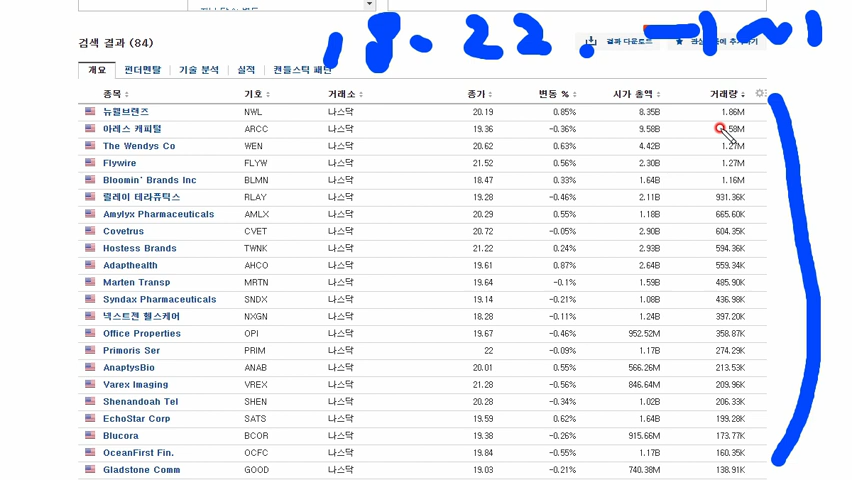 18. 22. -1~1
검색 결과 (84)
결과 다운로드
개요 펀더멘탈 기술 분석 실적 캔들스틱 패턴
종목 기호 거래소 종가 변동 % 시가 총액 거래량
뉴웰브랜즈 NWL 나스닥 20.19 0.85% 8.35B 1.86M
아레스 캐피털 ARCC 나스닥 19.36 -0.36% 9.58B .58M
The Wendys Co WEN 나스닥 20.62 0.63% 4.42B 1.27M
Flywire FLYW 나스닥 21.52 0.56% 2.30B 1.27M
Bloomin' Brands Inc BLMN 나스닥 18.47 0.33% 1.64B 1.16M
릴레이 테라퓨틱스 RLAY 나스닥 19.28 -0.46% 2.11B 931.36K
Amylyx Pharmaceuticals AMLX 나스닥 20.29 0.55% 1.18B 665.60K
Covetrus CVET 나스닥 20.72 -0.05% 2.90B 604.35K
Hostess Brands TWNK 나스닥 21.22 0.24% 2.93B 594.36K
Adapthealth AHCO 나스닥 19.61 0.87% 2.64B 559.34K
Marten Transp MRTN 나스닥 19.64 -0.1% 1.59B 485.90K
Syndax Pharmaceuticals SNDX 나스닥 19.14 -0.21% 1.08B 436.98K
넥스트젠 헬스케어 NXGN 나스닥 18.28 -0.11% 1.24B 397.20K
Office Properties OPI 나스닥 19.67 -0.46% 952.52M 358.87K
Primoris Ser PRIM 나스닥 22 -0.09% 1.17B 274.29K
AnaptysBio ANAB 나스닥 20.01 0.55% 566.26M 213.53K
Varex Imaging VREX 나스닥 21.28 -0.56% 846.64M 209.96K
Shenandoah Tel SHEN 나스닥 20.28 -0.34% 1.02B 206.33K
EchoStar Corp SATS 나스닥 19.59 0.62% 1.64B 199.28K
Blucora BCOR 나스닥 19.38 -0.26% 915.66M 173.77K
OceanFirst Fin. OCFC 나스닥 19.84 -0.55% 1.17B 160.35K
Gladstone Comm GOOD 나스닥 19.03 -0.21% 740.38M 138.91K